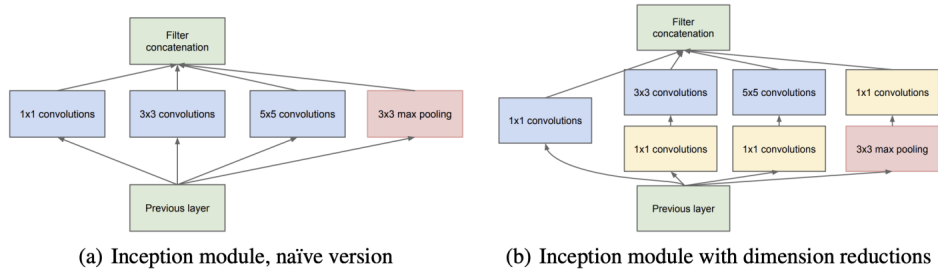 Filter
concatenation
1x1 convolutions
3x3 convolutions
5x5 convolutions
3x3 max pooling
Previous layer
(a) Inception module, naïve version
Filter
concatenation
3x3 convolutions
5x5 convolutions
1x1 convolutions
1x1 convolutions
1x1 convolutions
1x1 convolutions
3x3 max pooling
Previous layer
(b) Inception module with dimension reductions